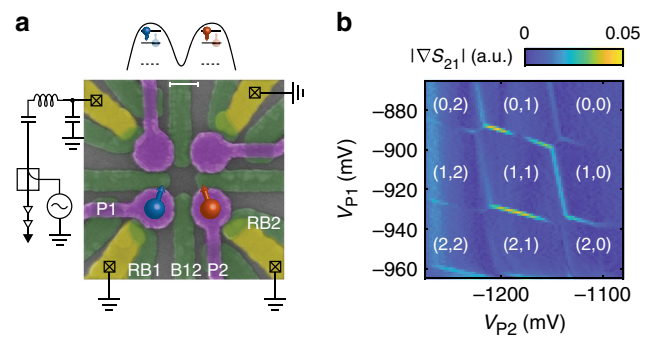 a
P1
RB2
RB1 B12 P2
b
0 0.05
|∇S21| (a.u.)
−880
−900
−920
−940
−960
VP1 (mV)
(0,2) (0,1) (0,0)
(1,2) (1,1) (1,0)
(2,2) (2,1) (2,0)
−1200 −1100
VP2 (mV)